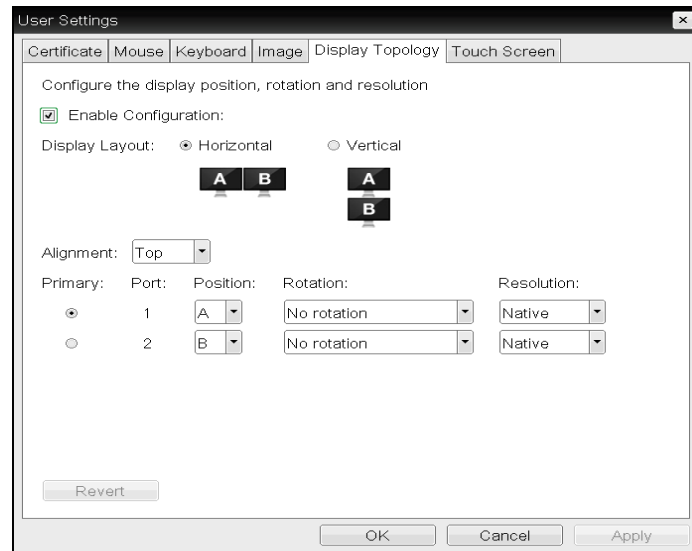 User Settings
Certificate Mouse Keyboard Image Display Topology Touch Screen
Configure the display position, rotation and resolution
Enable Configuration:
Display Layout: Horizontal Vertical
A B A
B
Alignment: Top
Primary: Port: Position: Rotation: Resolution:
1 A No rotation Native
2 B No rotation Native
Revert
OK Cancel Apply